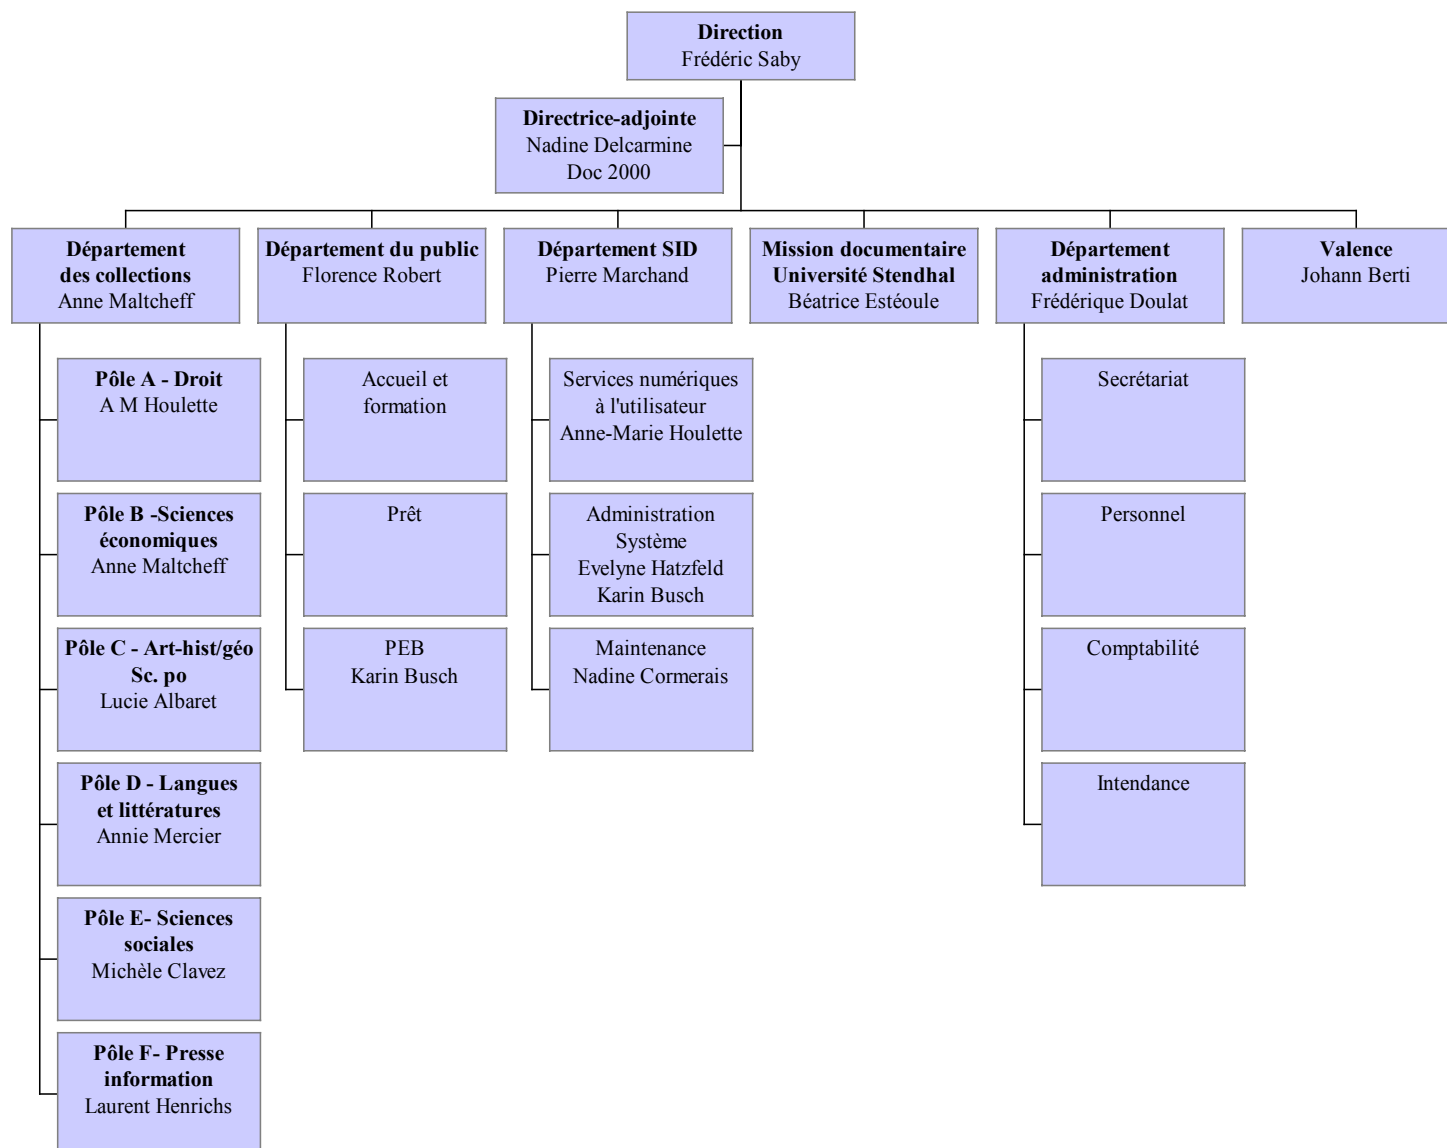 Direction
Frédéric Saby
Directrice-adjointe
Nadine Delcarmine
Doc 2000
Département
des collections
Anne Maltcheff
Département du public
Florence Robert
Département SID
Pierre Marchand
Mission documentaire
Université Stendhal
Béatrice Estéoule
Département
administration
Frédérique Doulat
Valence
Johann Berti
Pôle A - Droit
A M Houlette
Pôle B -Sciences
économiques
Anne Maltcheff
Pôle C - Art-hist/géo
Sc. po
Lucie Albaret
Pôle D - Langues
et littératures
Annie Mercier
Pôle E- Sciences
sociales
Michèle Clavez
Pôle F- Presse
information
Laurent Henrichs
Accueil et
formation
Prêt
PEB
Karin Busch
Services numériques
à l'utilisateur
Anne-Marie Houlette
Administration
Système
Evelyne Hatzfeld
Karin Busch
Maintenance
Nadine Cormerais
Secrétariat
Personnel
Comptabilité
Intendance